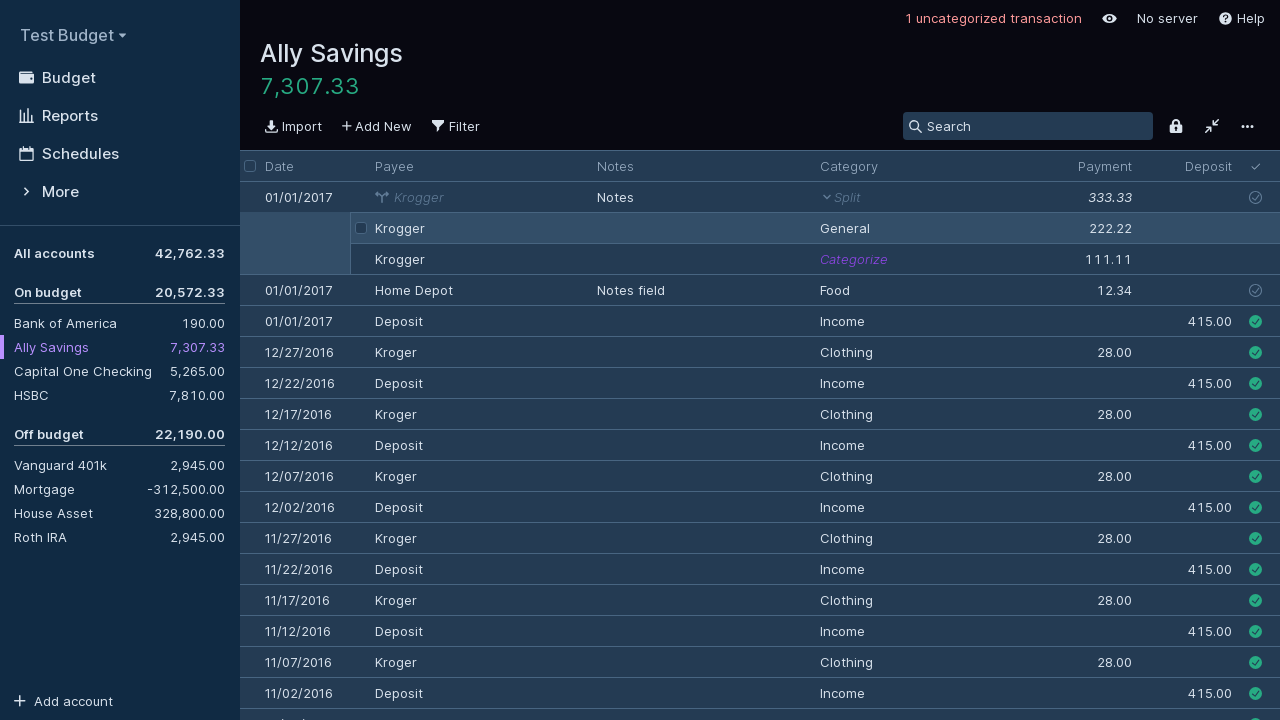 Test Budget
Budget
Reports
Schedules
More
All accounts 42,762.33
On budget 20,572.33
Bank of America 190.00
Ally Savings 7,307.33
Capital One Checking 5,265.00
HSBC 7,810.00
Off budget 22,190.00
Vanguard 401k 2,945.00
Mortgage -312,500.00
House Asset 328,800.00
Roth IRA 2,945.00
Add account
1 uncategorized transaction No server Help
Ally Savings
7,307.33
Import Add New Filter Search
Date Payee Notes Category Payment Deposit
01/01/2017 Krogger Notes Split 333.33
Krogger General 222.22
Krogger Categorize 111.11
01/01/2017 Home Depot Notes field Food 12.34
01/01/2017 Deposit Income 415.00
12/27/2016 Kroger Clothing 28.00
12/22/2016 Deposit Income 415.00
12/17/2016 Kroger Clothing 28.00
12/12/2016 Deposit Income 415.00
12/07/2016 Kroger Clothing 28.00
12/02/2016 Deposit Income 415.00
11/27/2016 Kroger Clothing 28.00
11/22/2016 Deposit Income 415.00
11/17/2016 Kroger Clothing 28.00
11/12/2016 Deposit Income 415.00
11/07/2016 Kroger Clothing 28.00
11/02/2016 Deposit Income 415.00